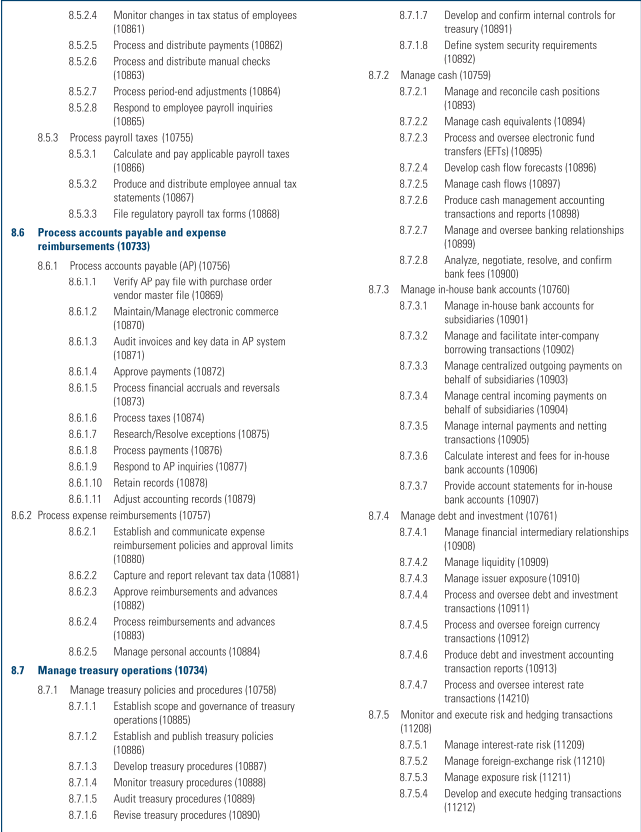 8.5.2.4 Monitor changes in tax status of employees
(10861)
8.5.2.5 Process and distribute payments (10862)
8.5.2.6 Process and distribute manual checks
(10863)
8.5.2.7 Process period-end adjustments (10864)
8.5.2.8 Respond to employee payroll inquiries
(10865)
8.5.3 Process payroll taxes (10755)
8.5.3.1 Calculate and pay applicable payroll taxes
(10866)
8.5.3.2 Produce and distribute employee annual tax
statements (10867)
8.5.3.3 File regulatory payroll tax forms (10868)
8.6 Process accounts payable and expense
reimbursements (10733)
8.6.1 Process accounts payable (AP) (10756)
8.6.1.1 Verify AP pay file with purchase order
vendor master file (10869)
8.6.1.2 Maintain/Manage electronic commerce
(10870)
8.6.1.3 Audit invoices and key data in AP system
(10871)
8.6.1.4 Approve payments (10872)
8.6.1.5 Process financial accruals and reversals
(10873)
8.6.1.6 Process taxes (10874)
8.6.1.7 Research/Resolve exceptions (10875)
8.6.1.8 Process payments (10876)
8.6.1.9 Respond to AP inquiries (10877)
8.6.1.10 Retain records (10878)
8.6.1.11 Adjust accounting records (10879)
8.6.2 Process expense reimbursements (10757)
8.6.2.1 Establish and communicate expense
reimbursement policies and approval limits
(10880)
8.6.2.2 Capture and report relevant tax data (10881)
8.6.2.3 Approve reimbursements and advances
(10882)
8.6.2.4 Process reimbursements and advances
(10883)
8.6.2.5 Manage personal accounts (10884)
8.7 Manage treasury operations (10734)
8.7.1 Manage treasury policies and procedures (10758)
8.7.1.1 Establish scope and governance of treasury
operations (10885)
8.7.1.2 Establish and publish treasury policies
(10886)
8.7.1.3 Develop treasury procedures (10887)
8.7.1.4 Monitor treasury procedures (10888)
8.7.1.5 Audit treasury procedures (10889)
8.7.1.6 Revise treasury procedures (10890)
8.7.1.7 Develop and confirm internal controls for
treasury (10891)
8.7.1.8 Define system security requirements
(10892)
8.7.2 Manage cash (10759)
8.7.2.1 Manage and reconcile cash positions
(10893)
8.7.2.2 Manage cash equivalents (10894)
8.7.2.3 Process and oversee electronic fund
transfers (EFTs) (10895)
8.7.2.4 Develop cash flow forecasts (10896)
8.7.2.5 Manage cash flows (10897)
8.7.2.6 Produce cash management accounting
transactions and reports (10898)
8.7.2.7 Manage and oversee banking relationships
(10899)
8.7.2.8 Analyze, negotiate, resolve, and confirm
bank fees (10900)
8.7.3 Manage in-house bank accounts (10760)
8.7.3.1 Manage in-house bank accounts for
subsidiaries (10901)
8.7.3.2 Manage and facilitate inter-company
borrowing transactions (10902)
8.7.3.3 Manage centralized outgoing payments on
behalf of subsidiaries (10903)
8.7.3.4 Manage central incoming payments on
behalf of subsidiaries (10904)
8.7.3.5 Manage internal payments and netting
transactions (10905)
8.7.3.6 Calculate interest and fees for in-house
bank accounts (10906)
8.7.3.7 Provide account statements for in-house
bank accounts (10907)
8.7.4 Manage debt and investment (10761)
8.7.4.1 Manage financial intermediary relationships
(10908)
8.7.4.2 Manage liquidity (10909)
8.7.4.3 Manage issuer exposure (10910)
8.7.4.4 Process and oversee debt and investment
transactions (10911)
8.7.4.5 Process and oversee foreign currency
transactions (10912)
8.7.4.6 Produce debt and investment accounting
transaction reports (10913)
8.7.4.7 Process and oversee interest rate
transactions (14210)
8.7.5 Monitor and execute risk and hedging transactions
(11208)
8.7.5.1 Manage interest-rate risk (11209)
8.7.5.2 Manage foreign-exchange risk (11210)
8.7.5.3 Manage exposure risk (11211)
8.7.5.4 Develop and execute hedging transactions
(11212)